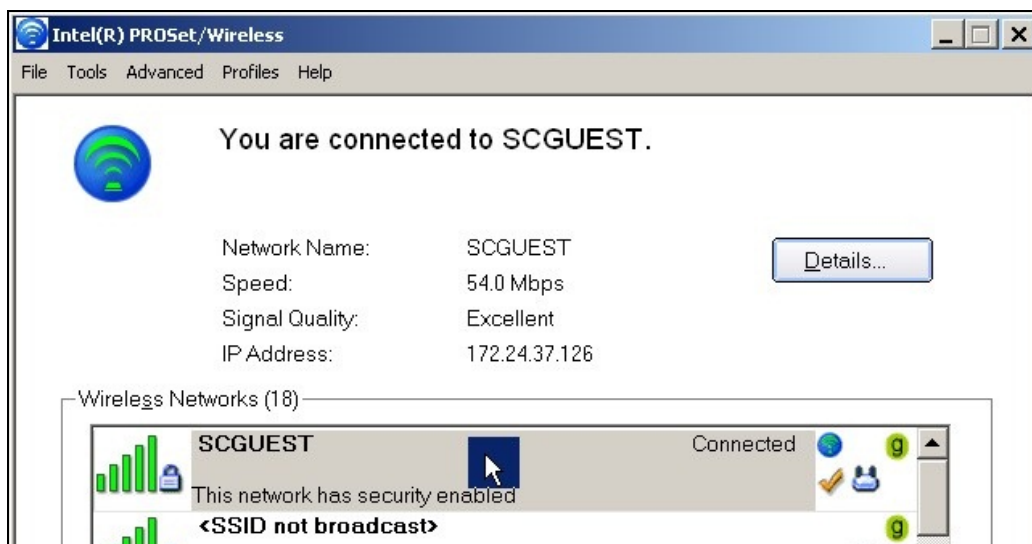 Intel(R) PROSet/Wireless
File Tools Advanced Profiles Help
You are connected to SCGUEST.
Network Name: SCGUEST
Speed: 54.0 Mbps
Signal Quality: Excellent
IP Address: 172.24.37.126
Details...
Wireless Networks (18)
SCGUEST Connected g
This network has security enabled
<SSID not broadcast> g